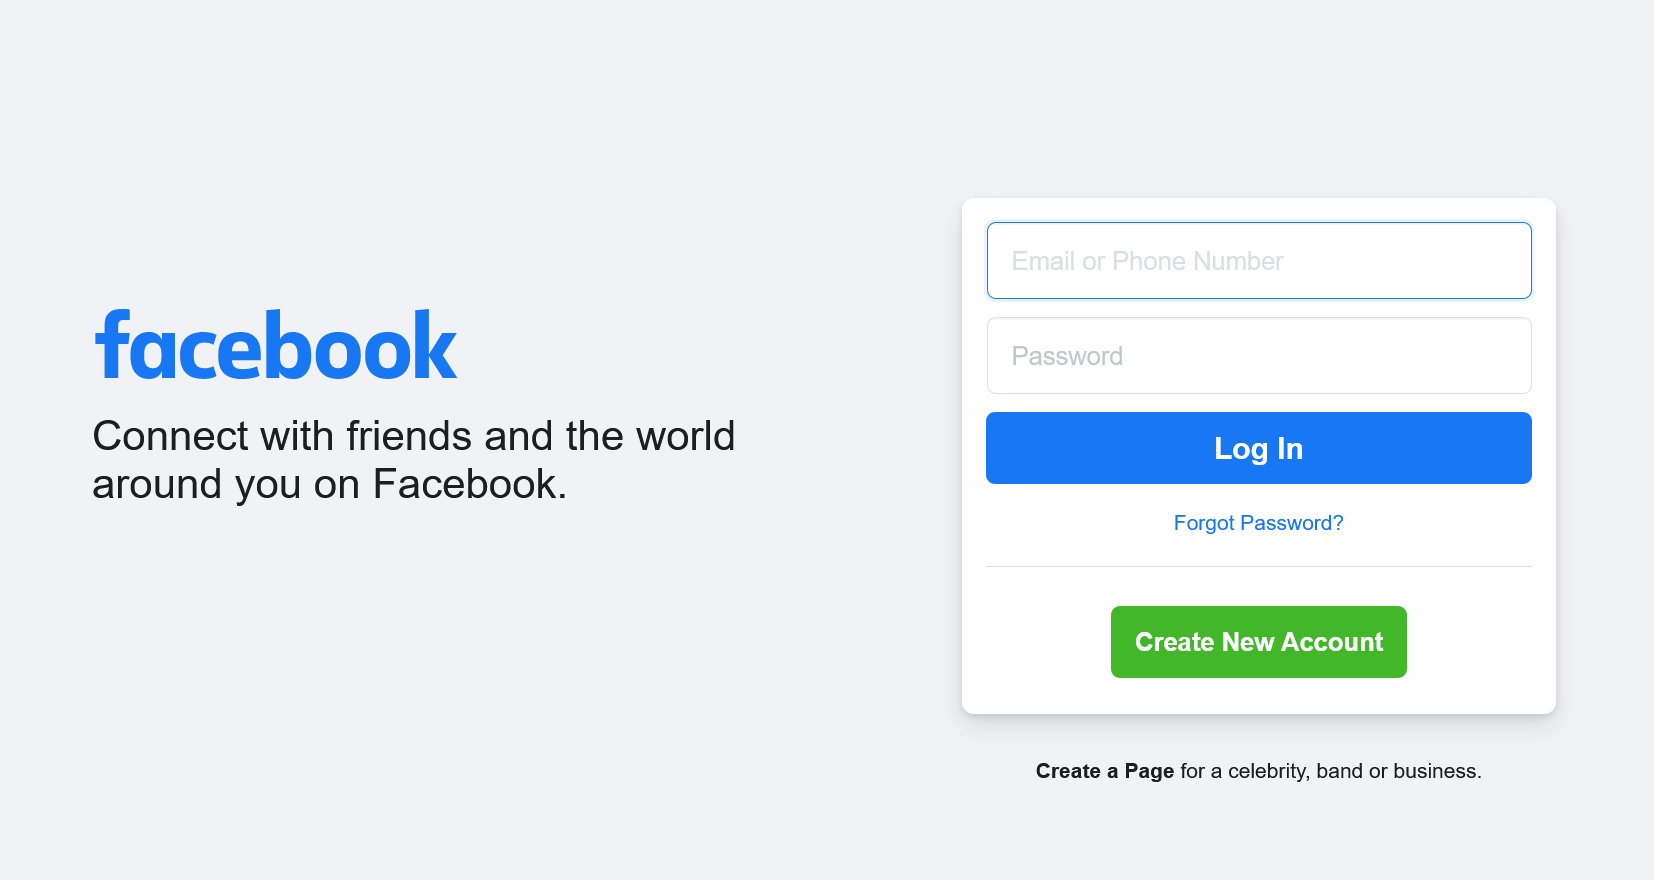 facebook
Connect with friends and the world
around you on Facebook.
Email or Phone Number
Password
Log In
Forgot Password?
Create New Account
Create a Page for a celebrity, band or business.